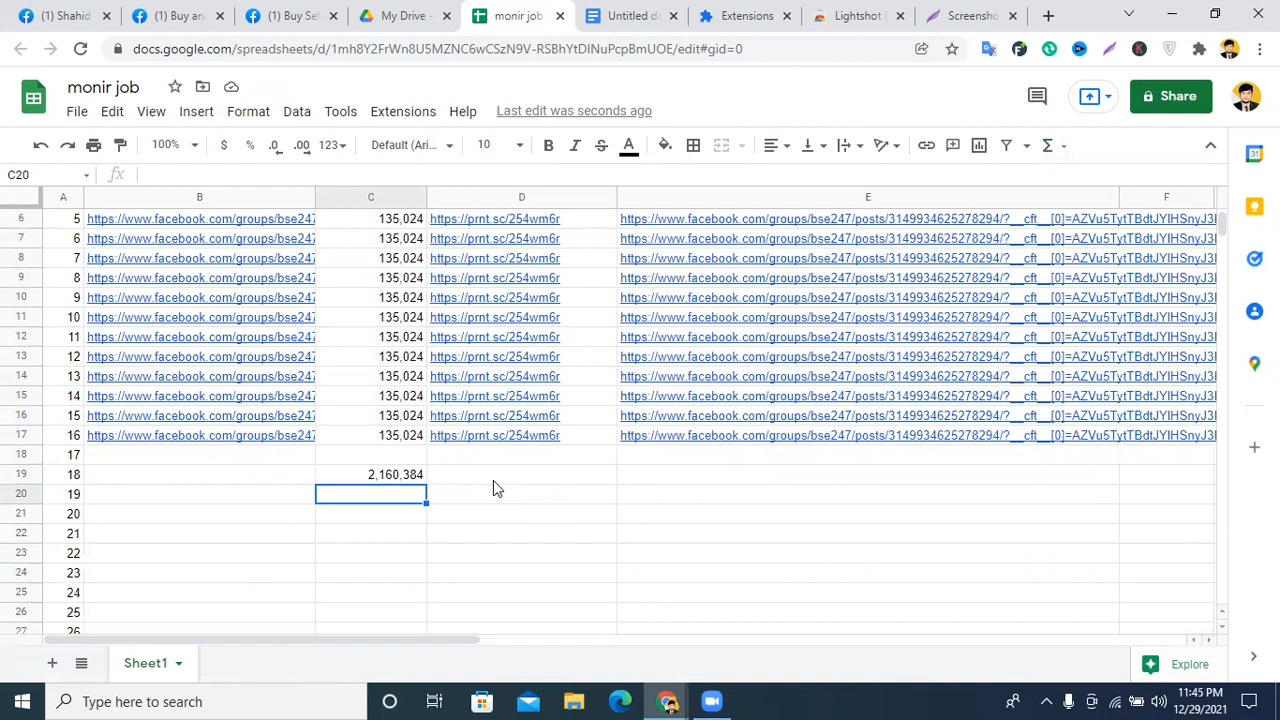 (1) Shahid
(1) Buy an
(1) Buy Se
My Drive -
monir job
Untitled d
Extensions
Lightshot
Screensho
docs.google.com/spreadsheets/d/1mh8Y2FrWn8U5MZNC6wCSzN9V-RSBhYtDlNuPcpBmUOE/edit#gid=0
monir job
File Edit View Insert Format Data Tools Extensions Help Last edit was seconds ago
Share
100% $ % .0 .00 123 Default (Ari... 10 B I S A
C20 fx
A B C D E F
6 5 https://www.facebook.com/groups/bse247 135,024 https://prnt.sc/254wm6r https://www.facebook.com/groups/bse247/posts/3149934625278294/?__cft__[0]=AZVu5TytTBdtJYIHSnyJ3
7 6 https://www.facebook.com/groups/bse247 135,024 https://prnt.sc/254wm6r https://www.facebook.com/groups/bse247/posts/3149934625278294/?__cft__[0]=AZVu5TytTBdtJYIHSnyJ3
8 7 https://www.facebook.com/groups/bse247 135,024 https://prnt.sc/254wm6r https://www.facebook.com/groups/bse247/posts/3149934625278294/?__cft__[0]=AZVu5TytTBdtJYIHSnyJ3
9 8 https://www.facebook.com/groups/bse247 135,024 https://prnt.sc/254wm6r https://www.facebook.com/groups/bse247/posts/3149934625278294/?__cft__[0]=AZVu5TytTBdtJYIHSnyJ3
10 9 https://www.facebook.com/groups/bse247 135,024 https://prnt.sc/254wm6r https://www.facebook.com/groups/bse247/posts/3149934625278294/?__cft__[0]=AZVu5TytTBdtJYIHSnyJ3
11 10 https://www.facebook.com/groups/bse247 135,024 https://prnt.sc/254wm6r https://www.facebook.com/groups/bse247/posts/3149934625278294/?__cft__[0]=AZVu5TytTBdtJYIHSnyJ3
12 11 https://www.facebook.com/groups/bse247 135,024 https://prnt.sc/254wm6r https://www.facebook.com/groups/bse247/posts/3149934625278294/?__cft__[0]=AZVu5TytTBdtJYIHSnyJ3
13 12 https://www.facebook.com/groups/bse247 135,024 https://prnt.sc/254wm6r https://www.facebook.com/groups/bse247/posts/3149934625278294/?__cft__[0]=AZVu5TytTBdtJYIHSnyJ3
14 13 https://www.facebook.com/groups/bse247 135,024 https://prnt.sc/254wm6r https://www.facebook.com/groups/bse247/posts/3149934625278294/?__cft__[0]=AZVu5TytTBdtJYIHSnyJ3
15 14 https://www.facebook.com/groups/bse247 135,024 https://prnt.sc/254wm6r https://www.facebook.com/groups/bse247/posts/3149934625278294/?__cft__[0]=AZVu5TytTBdtJYIHSnyJ3
16 15 https://www.facebook.com/groups/bse247 135,024 https://prnt.sc/254wm6r https://www.facebook.com/groups/bse247/posts/3149934625278294/?__cft__[0]=AZVu5TytTBdtJYIHSnyJ3
17 16 https://www.facebook.com/groups/bse247 135,024 https://prnt.sc/254wm6r https://www.facebook.com/groups/bse247/posts/3149934625278294/?__cft__[0]=AZVu5TytTBdtJYIHSnyJ3
18 17
19 18 2,160,384
20 19
21 20
22 21
23 22
24 23
25 24
26 25
27 26
Sheet1
Explore
Type here to search
11:45 PM
12/29/2021